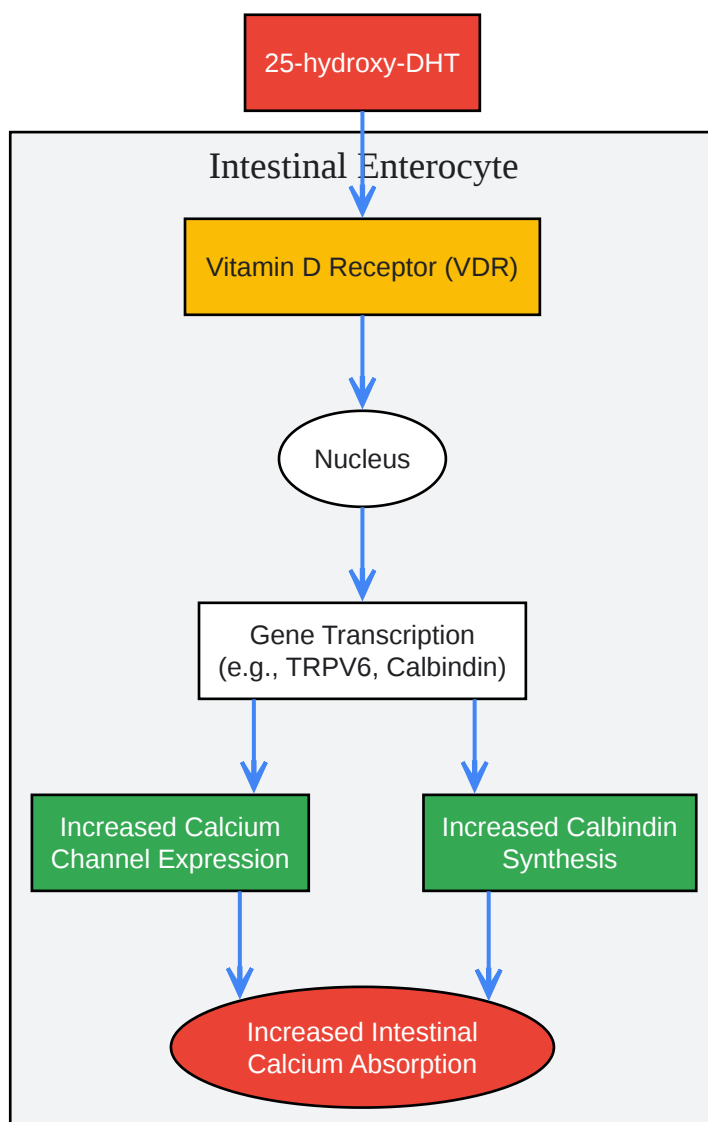 25-hydroxy-DHT
Intestinal Enterocyte
Vitamin D Receptor (VDR)
Nucleus
Gene Transcription
(e.g., TRPV6, Calbindin)
Increased Calcium
Channel Expression
Increased Calbindin
Synthesis
Increased Intestinal
Calcium Absorption